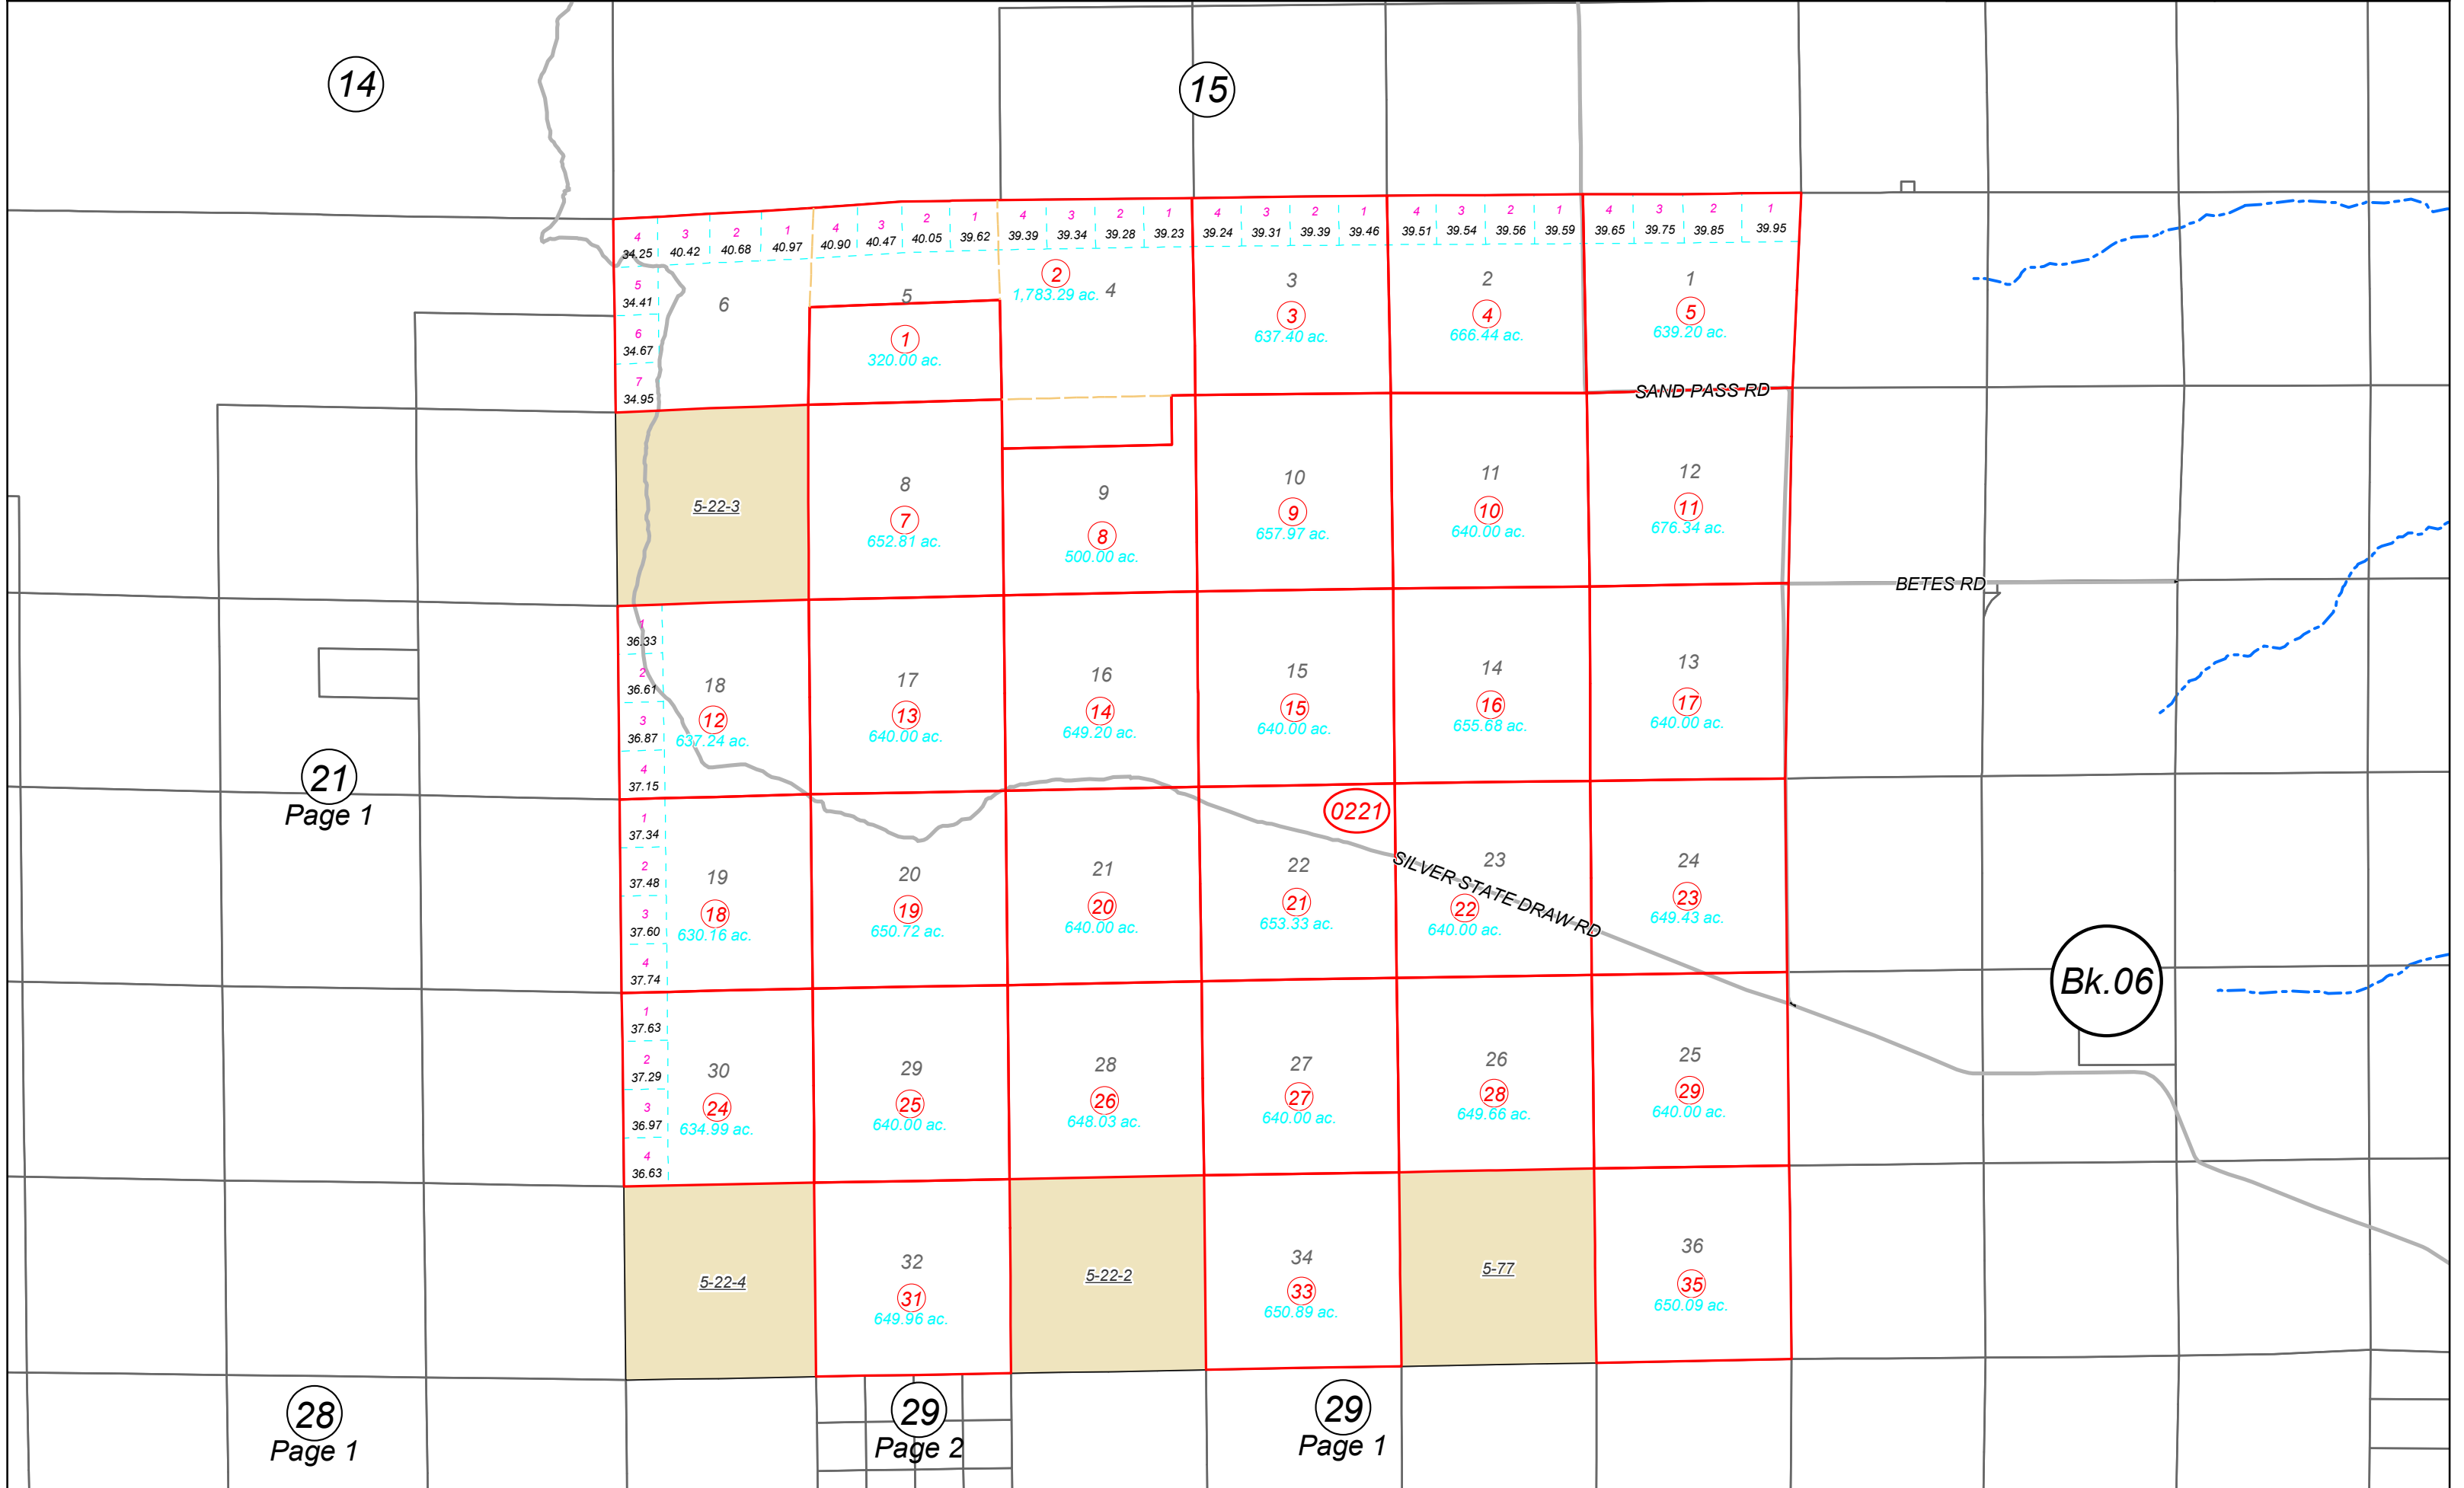 14
15
4 3 2 1 4 3 2 1 4 3 2 1 4 3 2 1 4 3 2 1 4 3 2 1
34.25 40.42 40.68 40.97 40.90 40.47 40.05 39.62 39.39 39.34 39.28 39.23 39.24 39.31 39.39 39.46 39.51 39.54 39.56 39.59 39.65 39.75 39.85 39.95
5
34.41
6
34.67
7
34.95
6
5
1
320.00 ac.
2
1,783.29 ac.
4
3
3
637.40 ac.
2
4
666.44 ac.
1
5
639.20 ac.
SAND PASS RD
5-22-3
8
7
652.81 ac.
9
8
500.00 ac.
10
9
657.97 ac.
11
10
640.00 ac.
12
11
676.34 ac.
BETES RD
1
36.33
2
36.61
3
36.87
4
37.15
18
12
637.24 ac.
17
13
640.00 ac.
16
14
649.20 ac.
15
15
640.00 ac.
14
16
655.68 ac.
13
17
640.00 ac.
21
Page 1
0221
1
37.34
2
37.48
3
37.60
4
37.74
19
18
630.16 ac.
20
19
650.72 ac.
21
20
640.00 ac.
22
21
653.33 ac.
SILVER STATE DRAW RD
23
22
640.00 ac.
24
23
649.43 ac.
Bk.06
1
37.63
2
37.29
3
36.97
4
36.63
30
24
634.99 ac.
29
25
640.00 ac.
28
26
648.03 ac.
27
27
640.00 ac.
26
28
649.66 ac.
25
29
640.00 ac.
5-22-4
32
31
649.96 ac.
5-22-2
34
33
650.89 ac.
5-77
36
35
650.09 ac.
28
Page 1
29
Page 2
29
Page 1